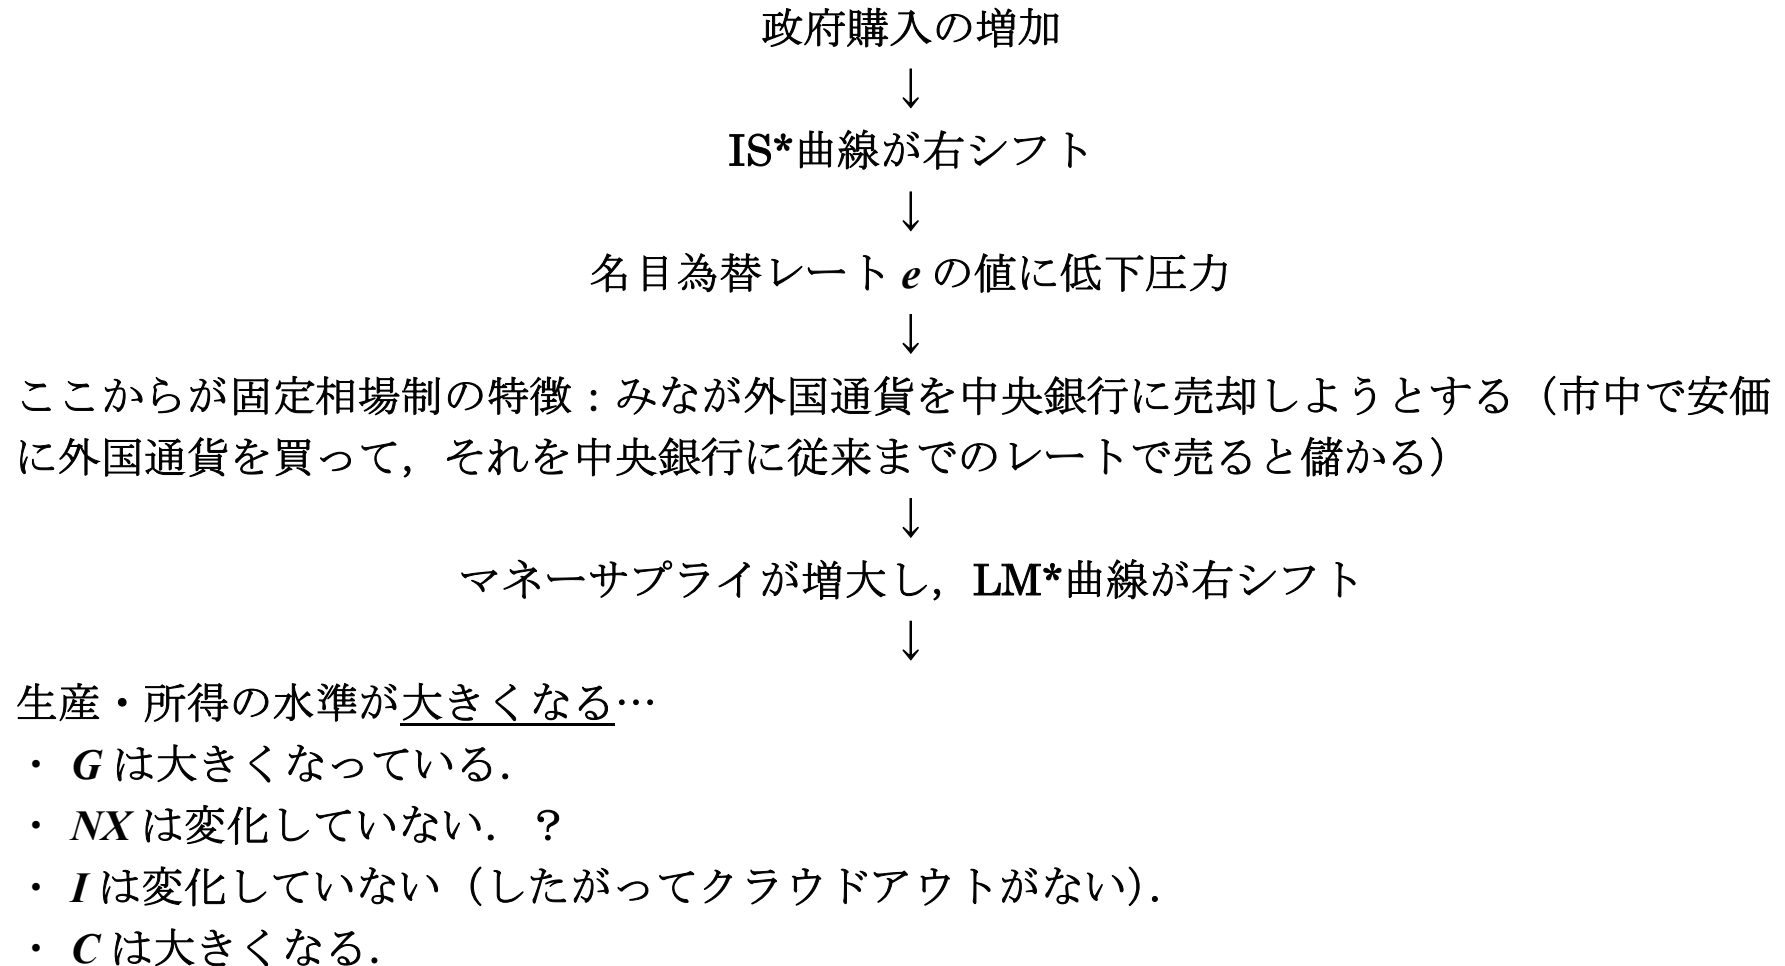 政府購入の増加
↓
IS*曲線が右シフト
↓
名目為替レート e の値に低下圧力
↓
ここからが固定相場制の特徴：みなが外国通貨を中央銀行に売却しようとする（市中で安価
に外国通貨を買って，それを中央銀行に従来までのレートで売ると儲かる）
↓
マネーサプライが増大し，LM*曲線が右シフト
↓
生産・所得の水準が大きくなる…
・ G は大きくなっている．
・ NX は変化していない．？
・ I は変化していない（したがってクラウドアウトがない）．
・ C は大きくなる．